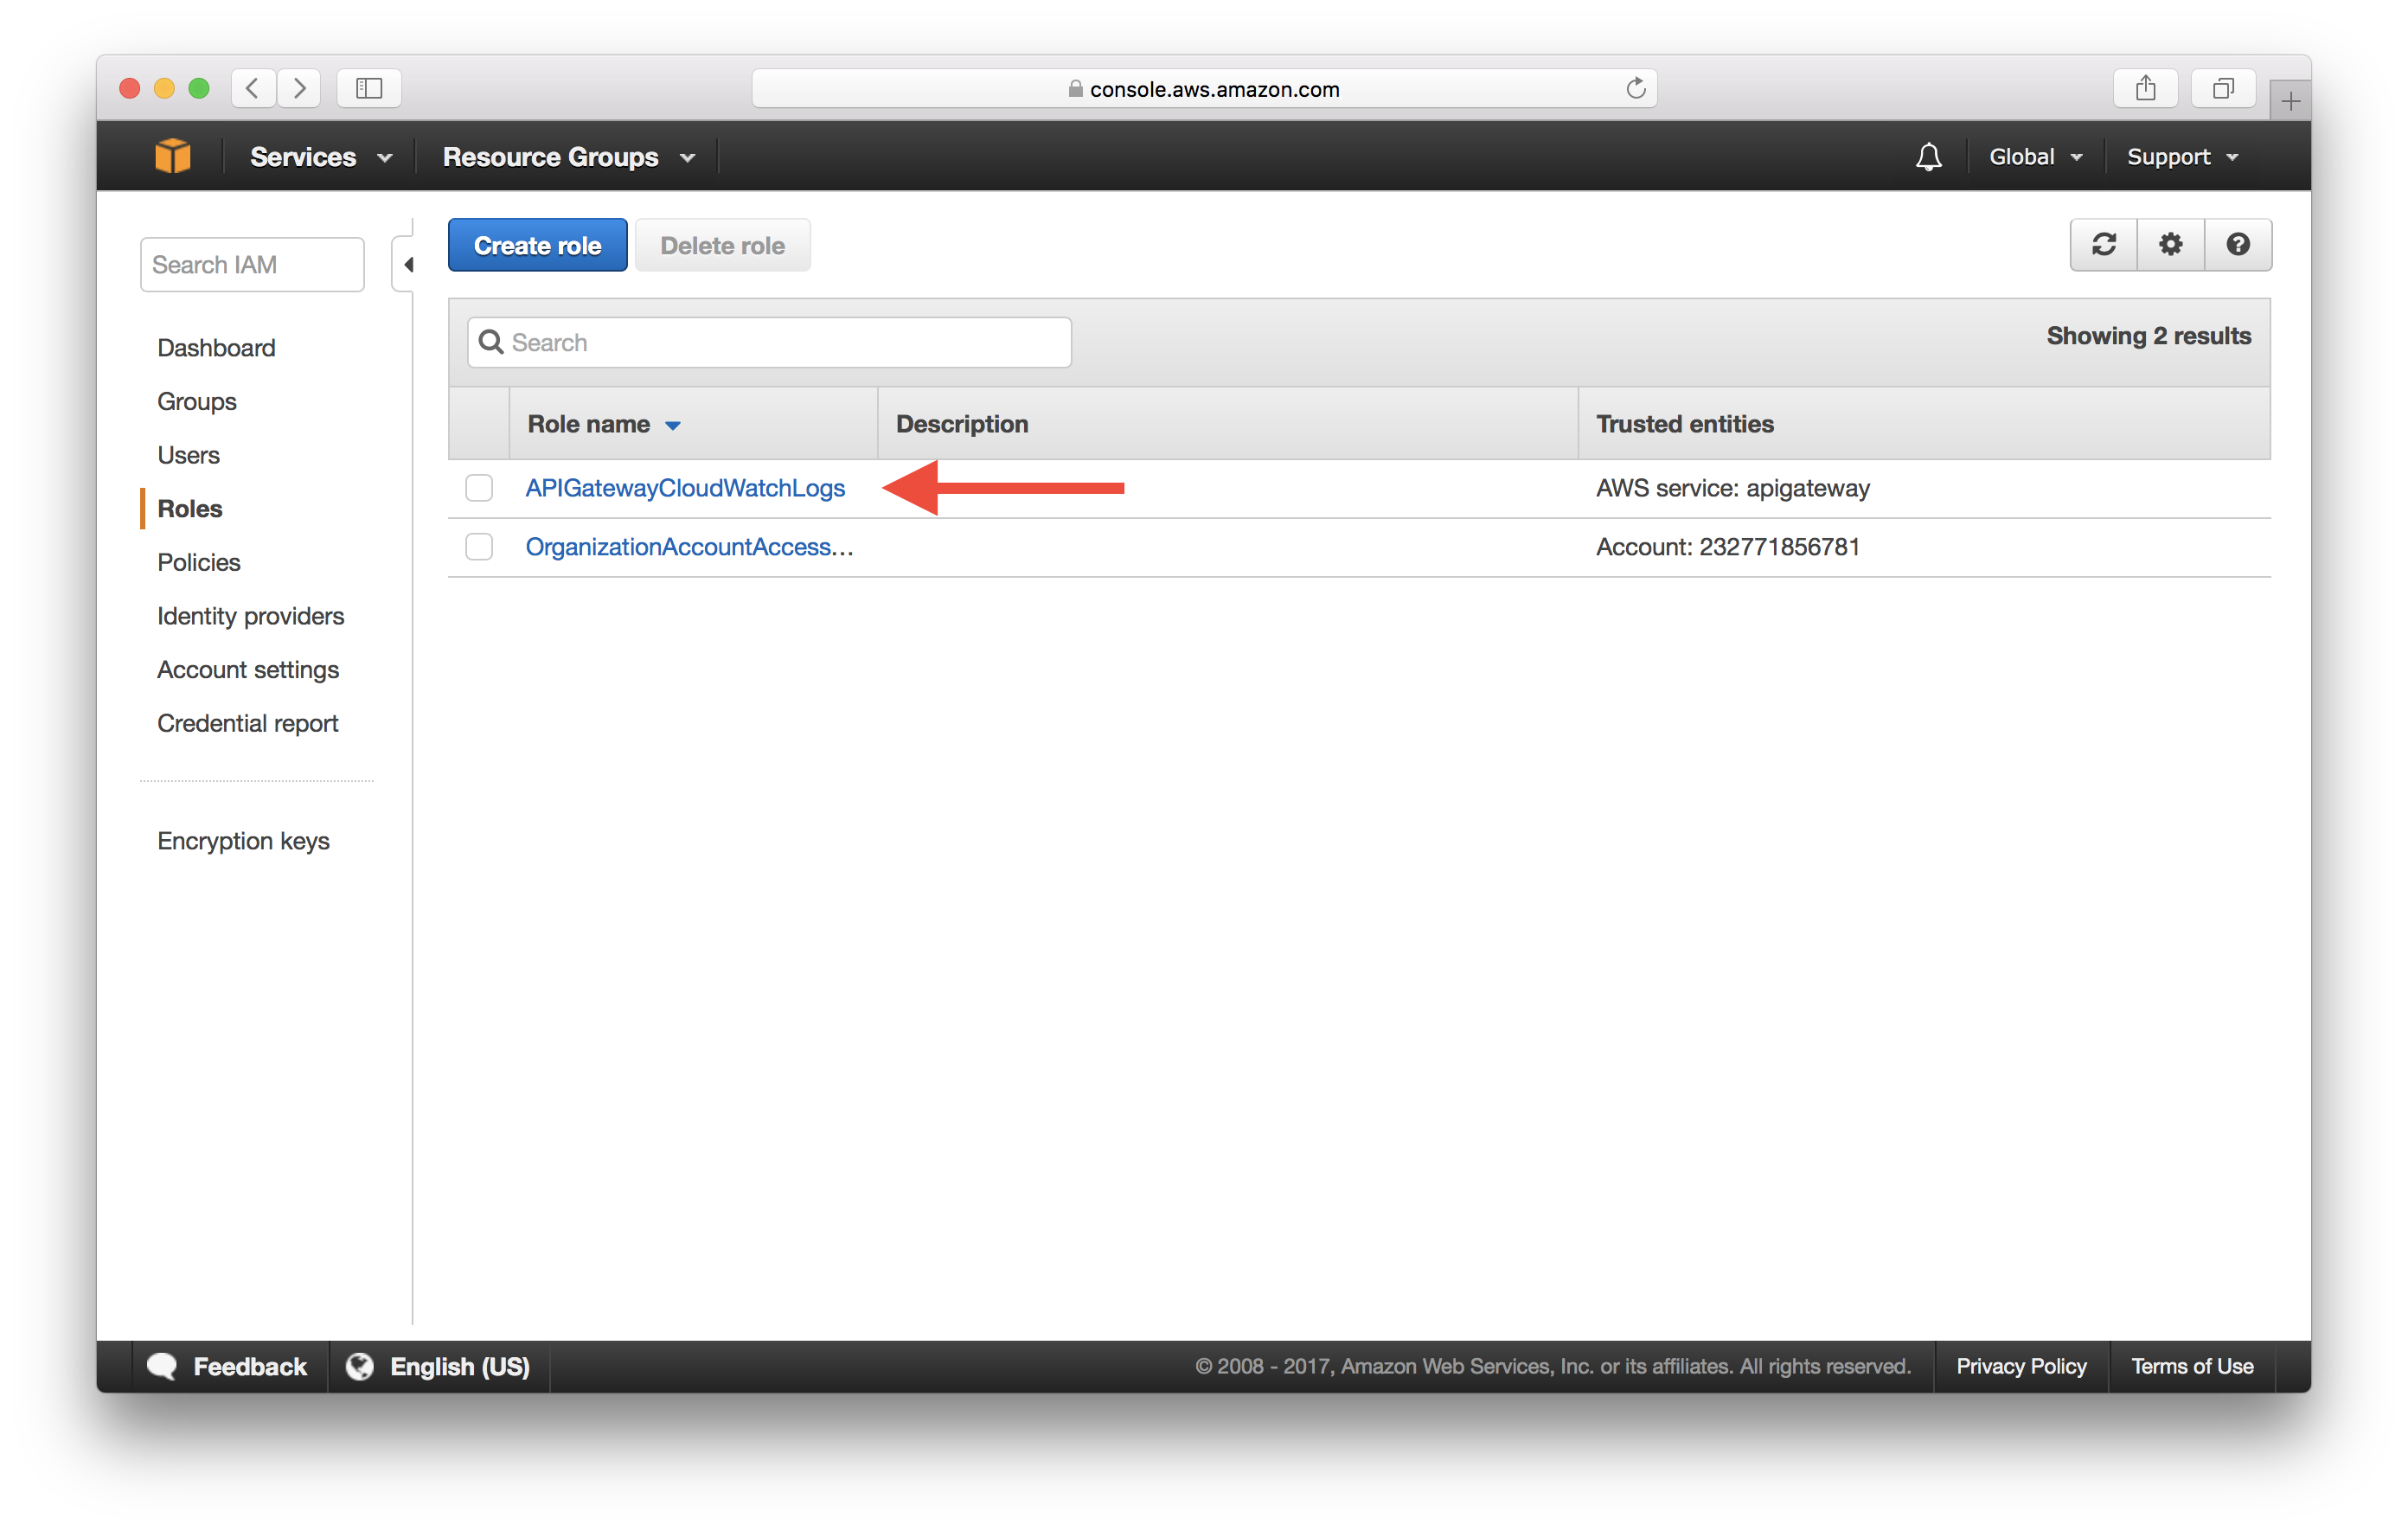 console.aws.amazon.com
Services Resource Groups Global Support
Search IAM
Dashboard
Groups
Users
Roles
Policies
Identity providers
Account settings
Credential report
Encryption keys
Create role Delete role
Search Showing 2 results
Role name Description Trusted entities
APIGatewayCloudWatchLogs AWS service: apigateway
OrganizationAccountAccess... Account: 232771856781
Feedback English (US) © 2008 - 2017, Amazon Web Services, Inc. or its affiliates. All rights reserved. Privacy Policy Terms of Use